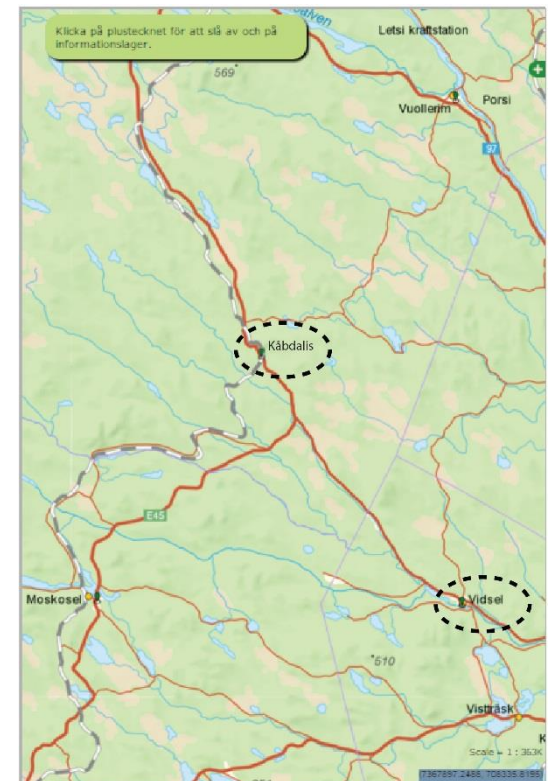 Klicka på plustecknet för att slå av och på
informationslager.
Letsi kraftstation
569
Vuollerim
Porsi
97
Kåbdalis
E45
Moskosel
Vidsel
510
Vistträsk
K
Scale = 1 : 363K